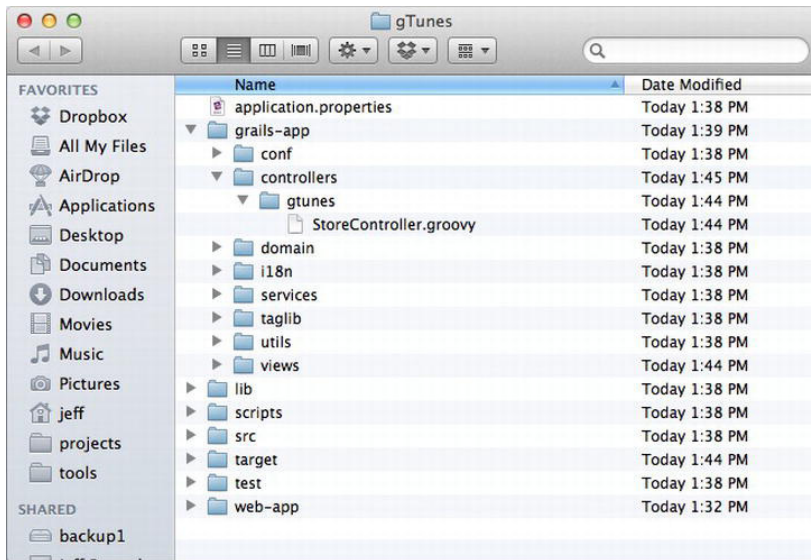 gTunes
FAVORITES
Dropbox
All My Files
AirDrop
Applications
Desktop
Documents
Downloads
Movies
Music
Pictures
jeff
projects
tools
SHARED
backup1
Name Date Modified
application.properties Today 1:38 PM
grails-app Today 1:39 PM
conf Today 1:38 PM
controllers Today 1:45 PM
gtunes Today 1:44 PM
StoreController.groovy Today 1:44 PM
domain Today 1:38 PM
i18n Today 1:38 PM
services Today 1:38 PM
taglib Today 1:38 PM
utils Today 1:38 PM
views Today 1:44 PM
lib Today 1:38 PM
scripts Today 1:38 PM
src Today 1:38 PM
target Today 1:44 PM
test Today 1:38 PM
web-app Today 1:32 PM